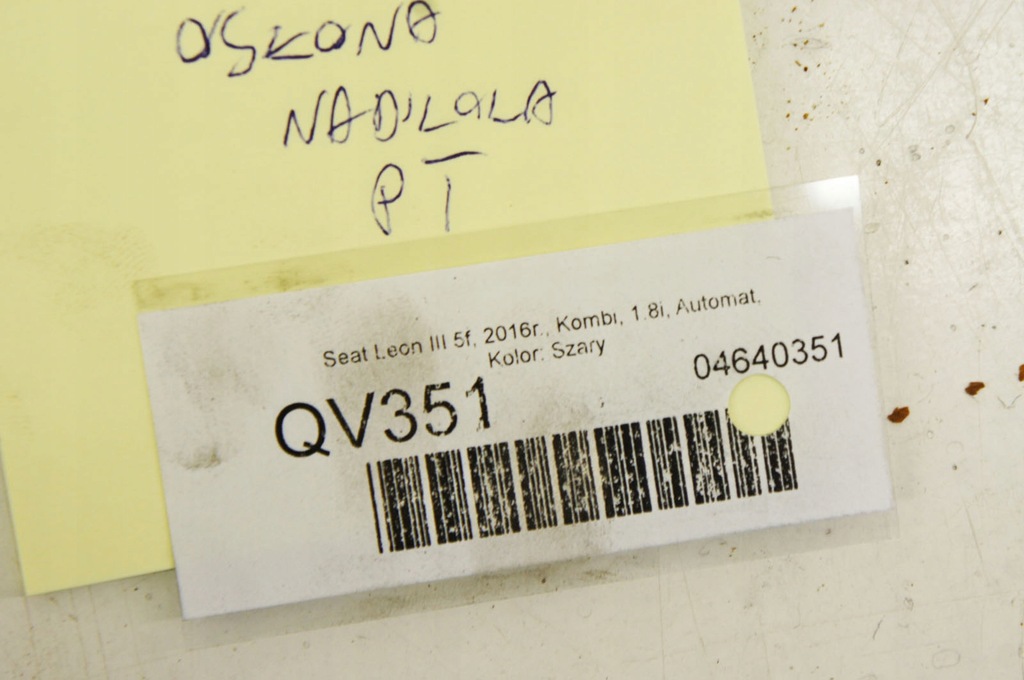 OSŁONA
NADKOLA
PT
Seat Leon III 5f, 2016r., Kombi, 1.8i, Automat,
Kolor: Szary
04640351
QV351